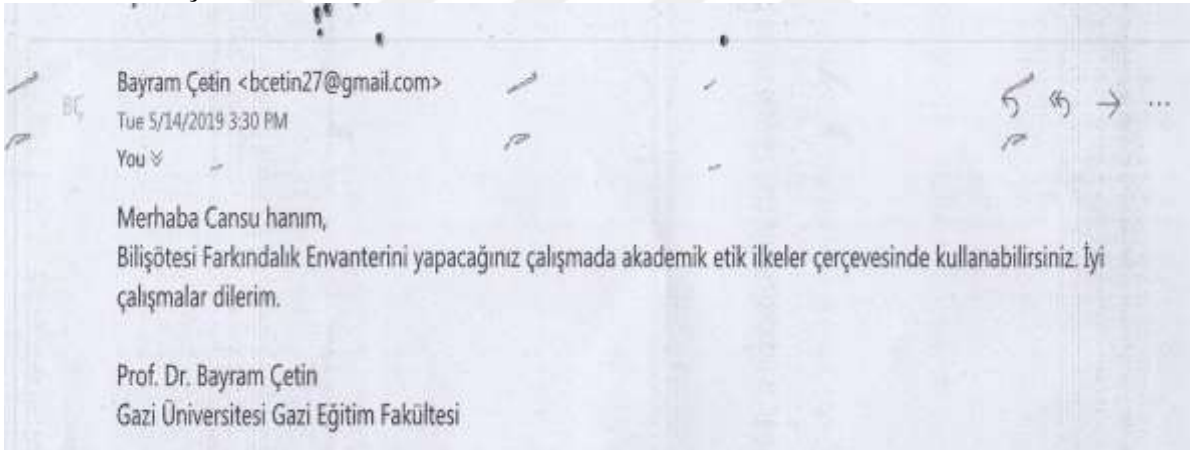 Bayram Çetin <bcetin27@gmail.com>
BÇ
Tue 5/14/2019 3:30 PM
You
Merhaba Cansu hanım,
Bilişötesi Farkındalık Envanterini yapacağınız çalışmada akademik etik ilkeler çerçevesinde kullanabilirsiniz. İyi
çalışmalar dilerim.
Prof. Dr. Bayram Çetin
Gazi Üniversitesi Gazi Eğitim Fakültesi